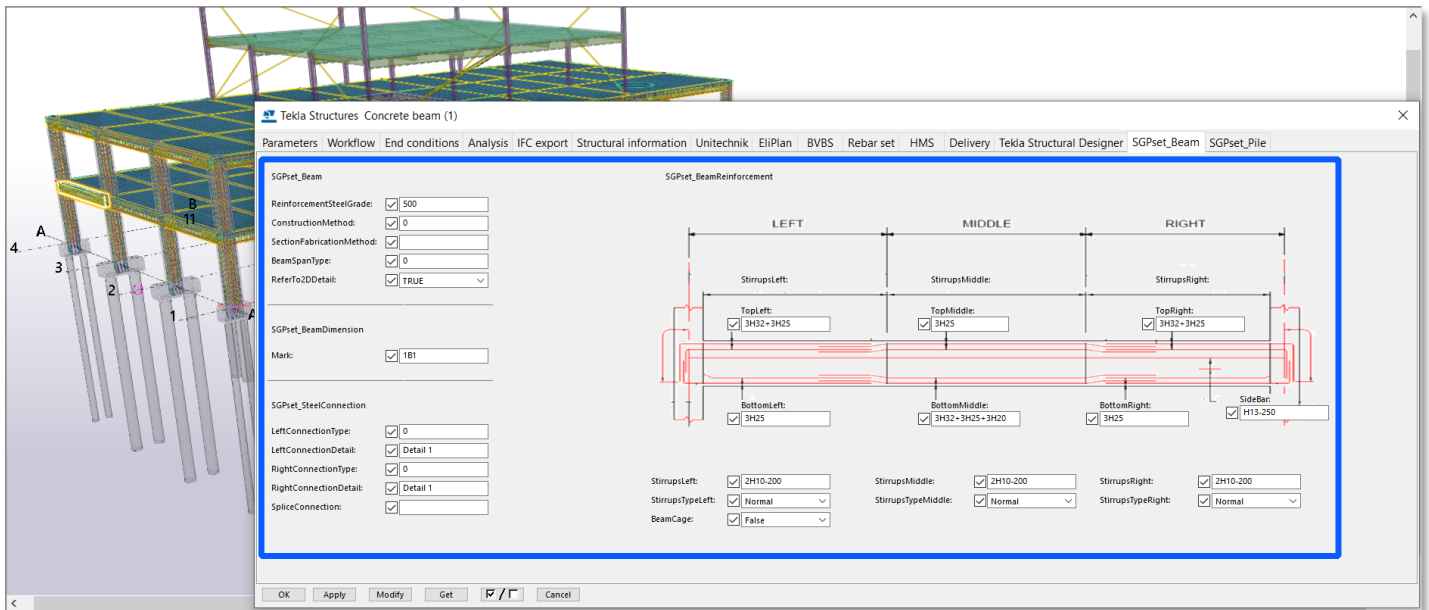 Tekla Structures Concrete beam (1)
Parameters Workflow End conditions Analysis IFC export Structural information Unitechnik EliPlan BVBS Rebar set HMS Delivery Tekla Structural Designer SGPset_Beam SGPset_Pile
SGPset_Beam
ReinforcementSteelGrade: 500
ConstructionMethod: 0
SectionFabricationMethod:
BeamSpanType: 0
ReferTo2DDetail: TRUE
SGPset_BeamDimension
Mark: 1B1
SGPset_SteelConnection
LeftConnectionType: 0
LeftConnectionDetail: Detail 1
RightConnectionType: 0
RightConnectionDetail: Detail 1
SpliceConnection:
SGPset_BeamReinforcement
LEFT MIDDLE RIGHT
StirrupsLeft: StirrupsMiddle: StirrupsRight:
TopLeft: TopMiddle: TopRight:
3H32+3H25 3H25 3H32+3H25
BottomLeft: BottomMiddle: BottomRight: SideBar:
3H25 3H32+3H25+3H20 3H25 H13-250
StirrupsLeft: 2H10-200 StirrupsMiddle: 2H10-200 StirrupsRight: 2H10-200
StirrupsTypeLeft: Normal StirrupsTypeMiddle: Normal StirrupsTypeRight: Normal
BeamCage: False
OK Apply Modify Get / Cancel
B
11
A
4
3
2
1
A